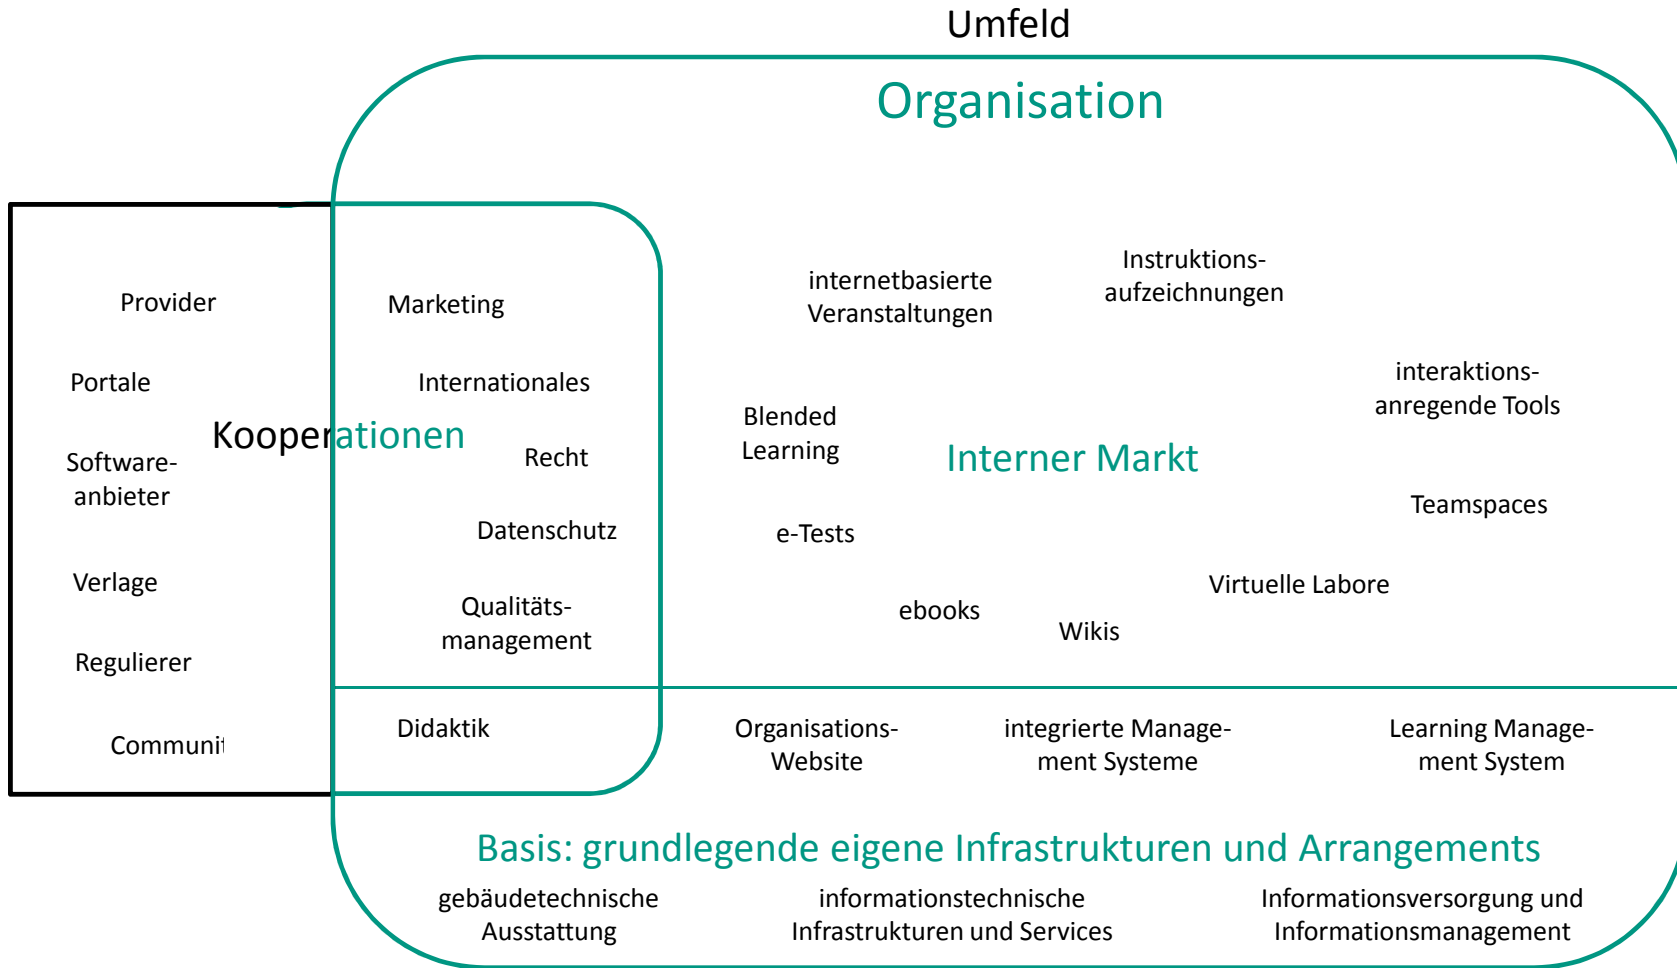 Umfeld
Organisation
Provider
Portale
Software-
anbieter
Verlage
Regulierer
Communit
Kooperationen
Marketing
Internationales
Recht
Datenschutz
Qualitäts-
management
Didaktik
internetbasierte
Veranstaltungen
Instruktions-
aufzeichnungen
interaktions-
anregende Tools
Blended
Learning
Interner Markt
Teamspaces
e-Tests
Virtuelle Labore
ebooks
Wikis
Organisations-
Website
integrierte Manage-
ment Systeme
Learning Manage-
ment System
Basis: grundlegende eigene Infrastrukturen und Arrangements
gebäudetechnische
Ausstattung
informationstechnische
Infrastrukturen und Services
Informationsversorgung und
Informationsmanagement